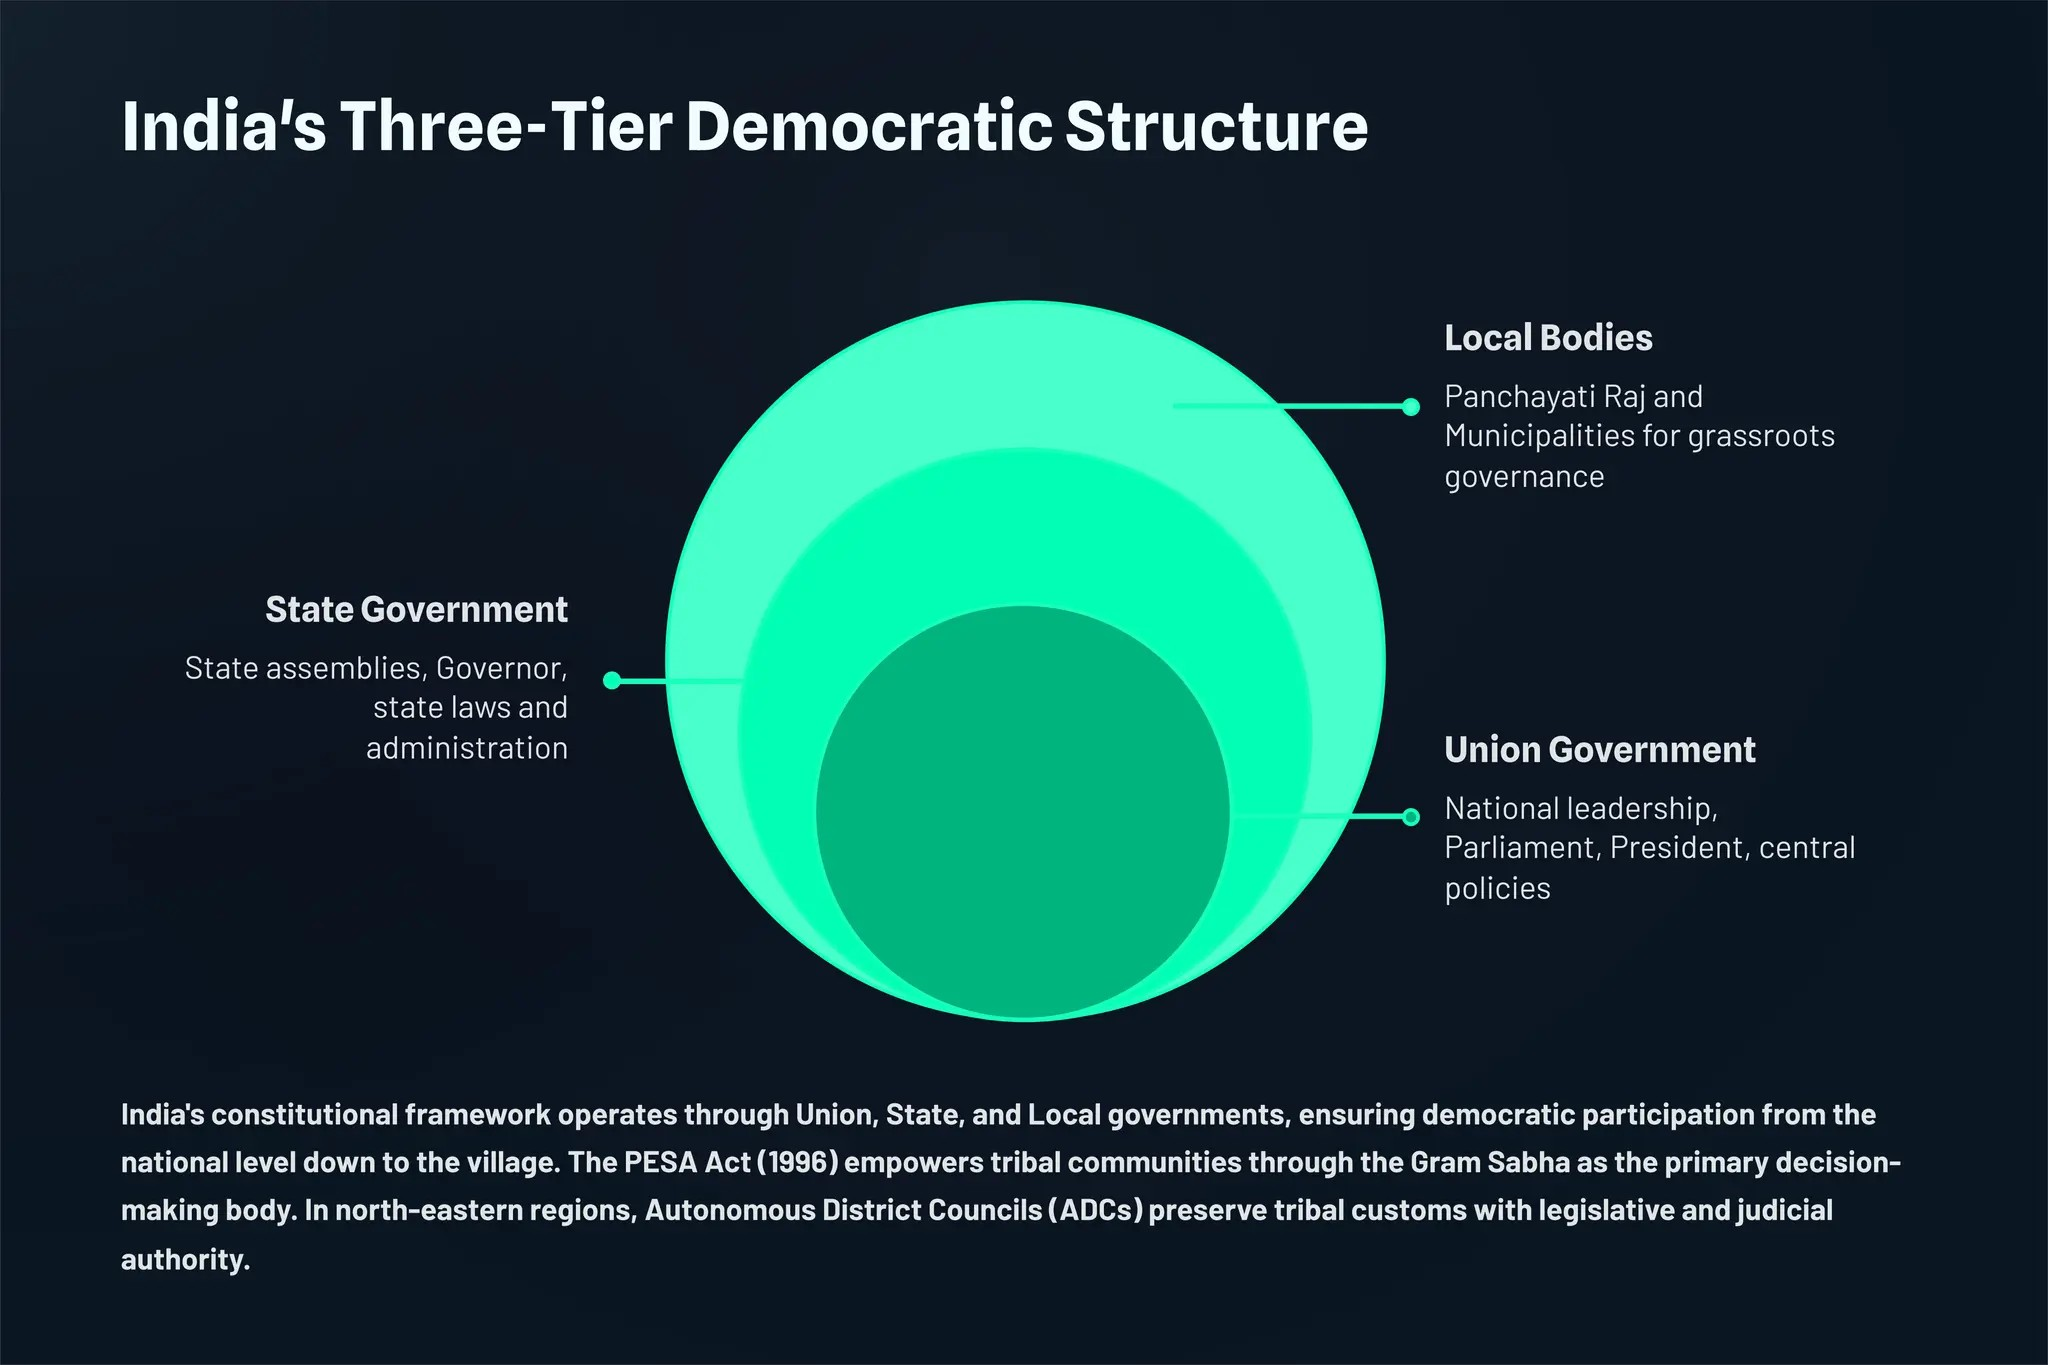 India's Three-Tier Democratic Structure
Local Bodies
Panchayati Raj and
Municipalities for grassroots
governance
State Government
State assemblies, Governor,
state laws and
administration
Union Government
National leadership,
Parliament, President, central
policies
India's constitutional framework operates through Union, State, and Local governments, ensuring democratic participation from the
national level down to the village. The PESA Act (1996) empowers tribal communities through the Gram Sabha as the primary decision-
making body. In north-eastern regions, Autonomous District Councils (ADCs) preserve tribal customs with legislative and judicial
authority.